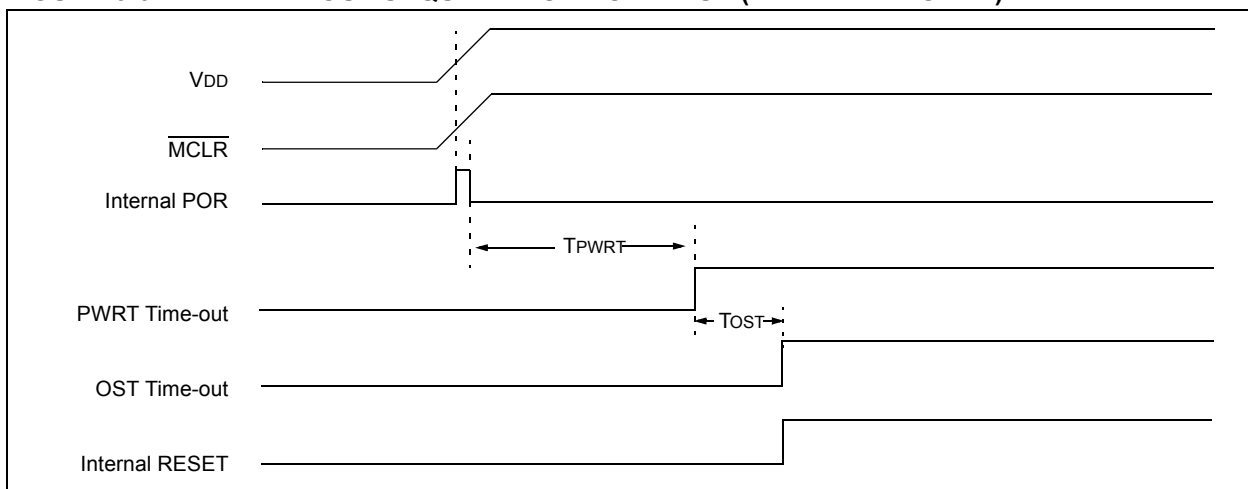 VDD
MCLR
Internal POR
TPWRT
PWRT Time-out
TOST
OST Time-out
Internal RESET